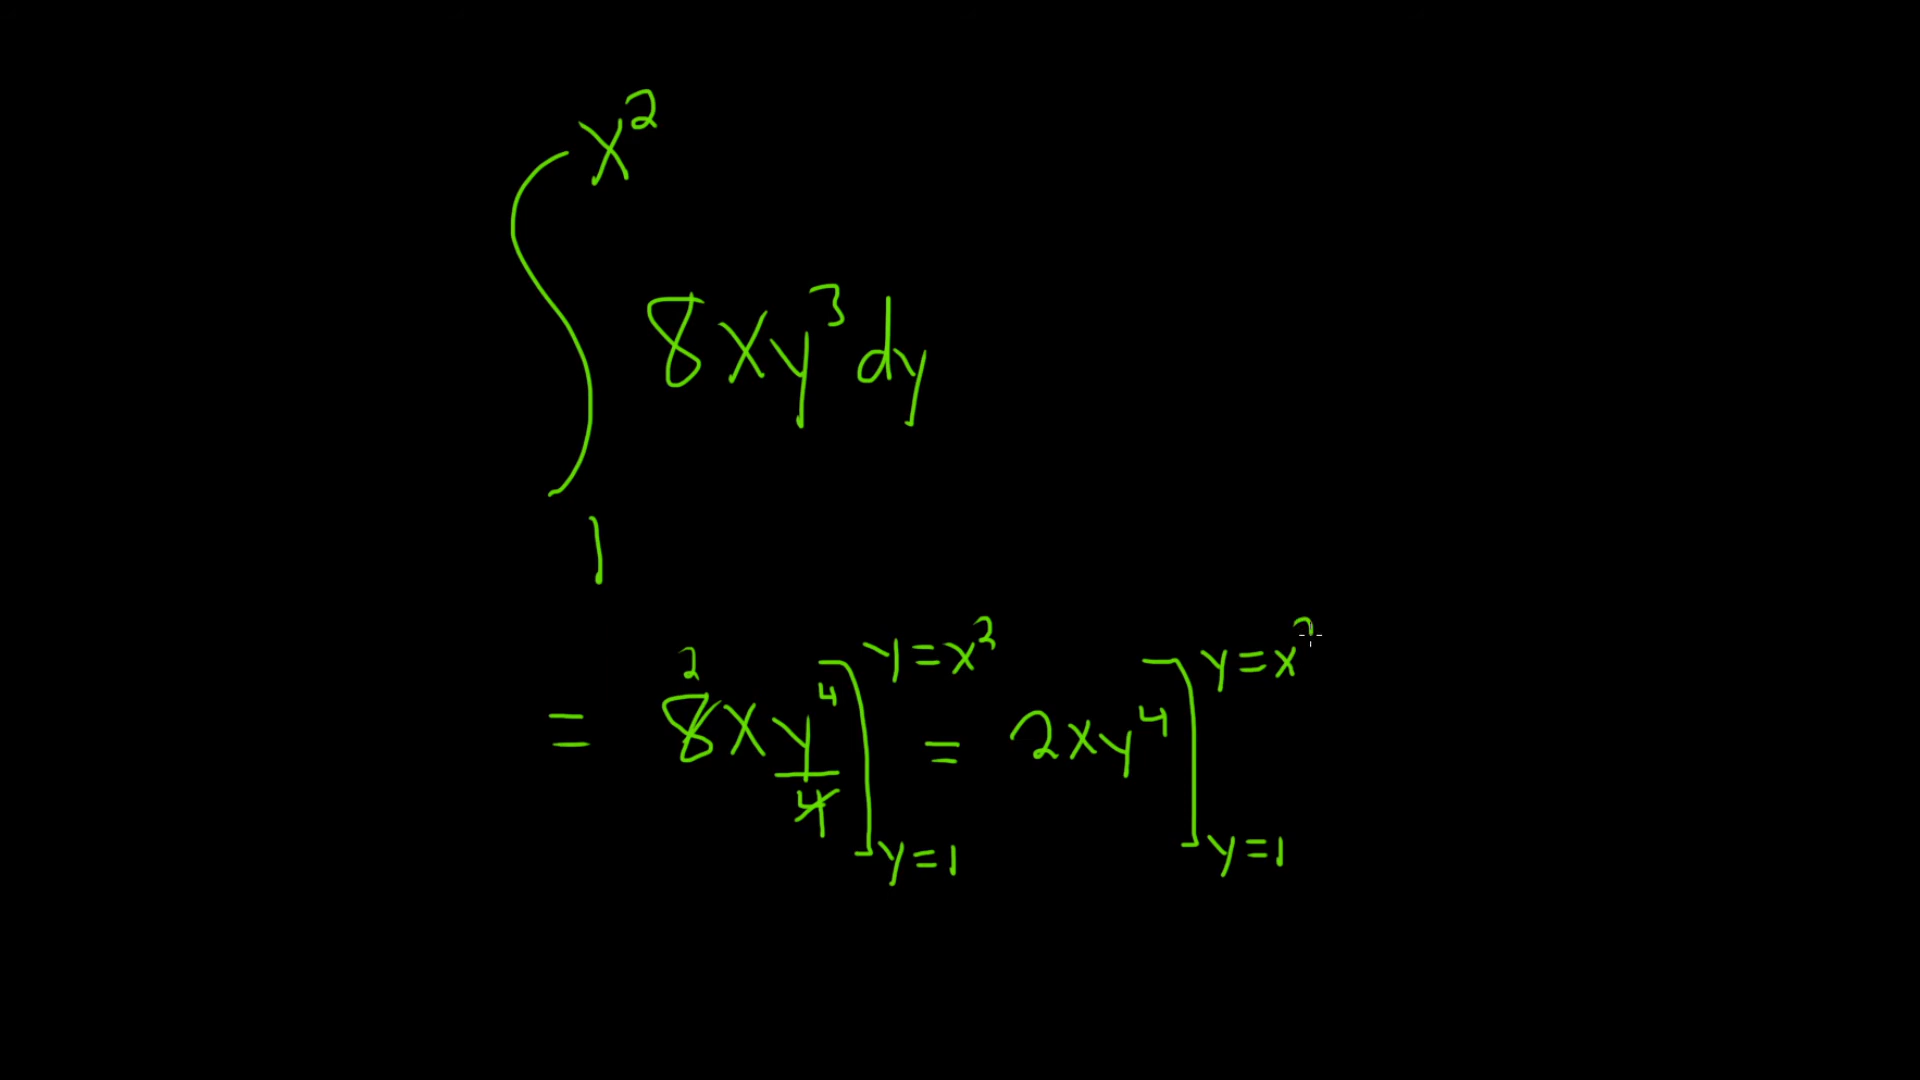 ∫₁^{x²} 8xy³dy
= 8xy⁴/4 ]_{y=1}^{y=x²} = 2xy⁴ ]_{y=1}^{y=x²}
2